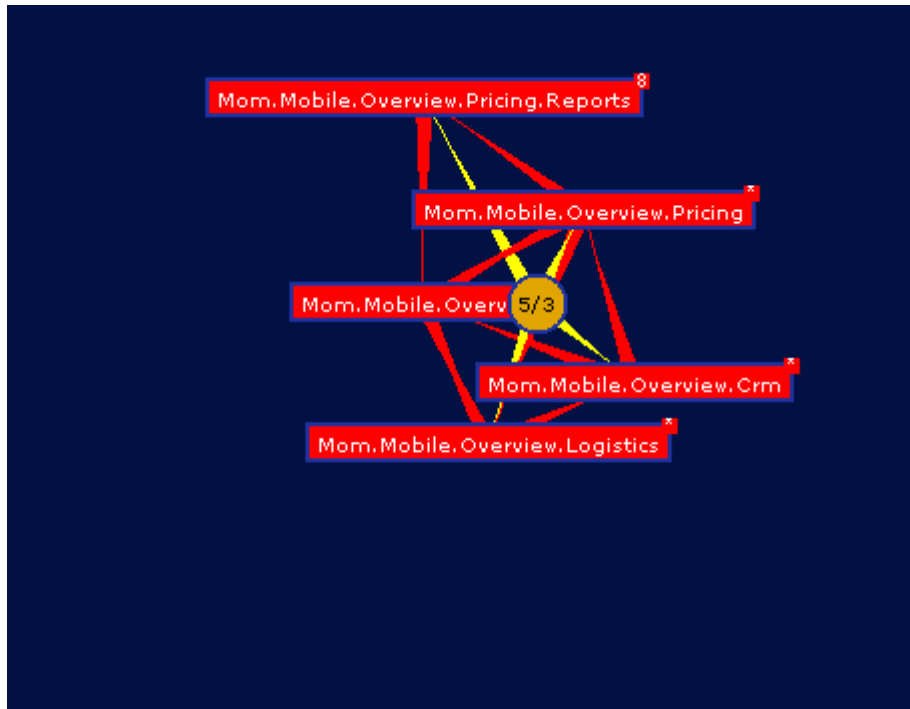 8
Mom.Mobile.Overview.Pricing.Reports
*
Mom.Mobile.Overview.Pricing
Mom.Mobile.Overv
5/3
*
Mom.Mobile.Overview.Crm
*
Mom.Mobile.Overview.Logistics